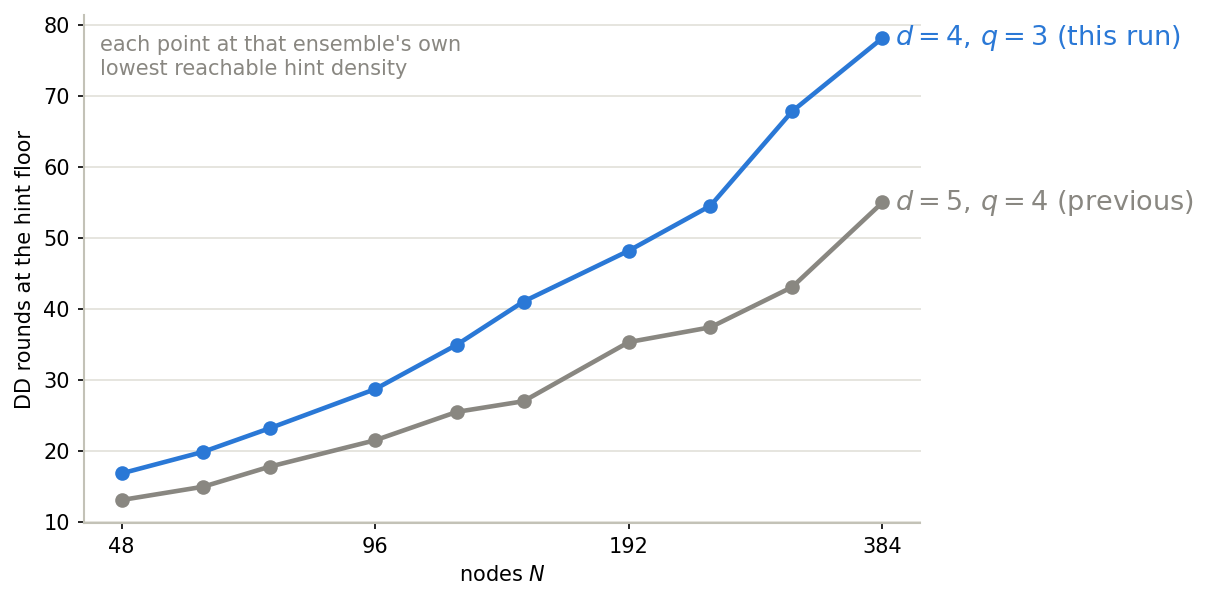 80
70
60
50
40
30
20
10
DD rounds at the hint floor
each point at that ensemble's own
lowest reachable hint density
d = 4, q = 3 (this run)
d = 5, q = 4 (previous)
48 96 192 384
nodes N